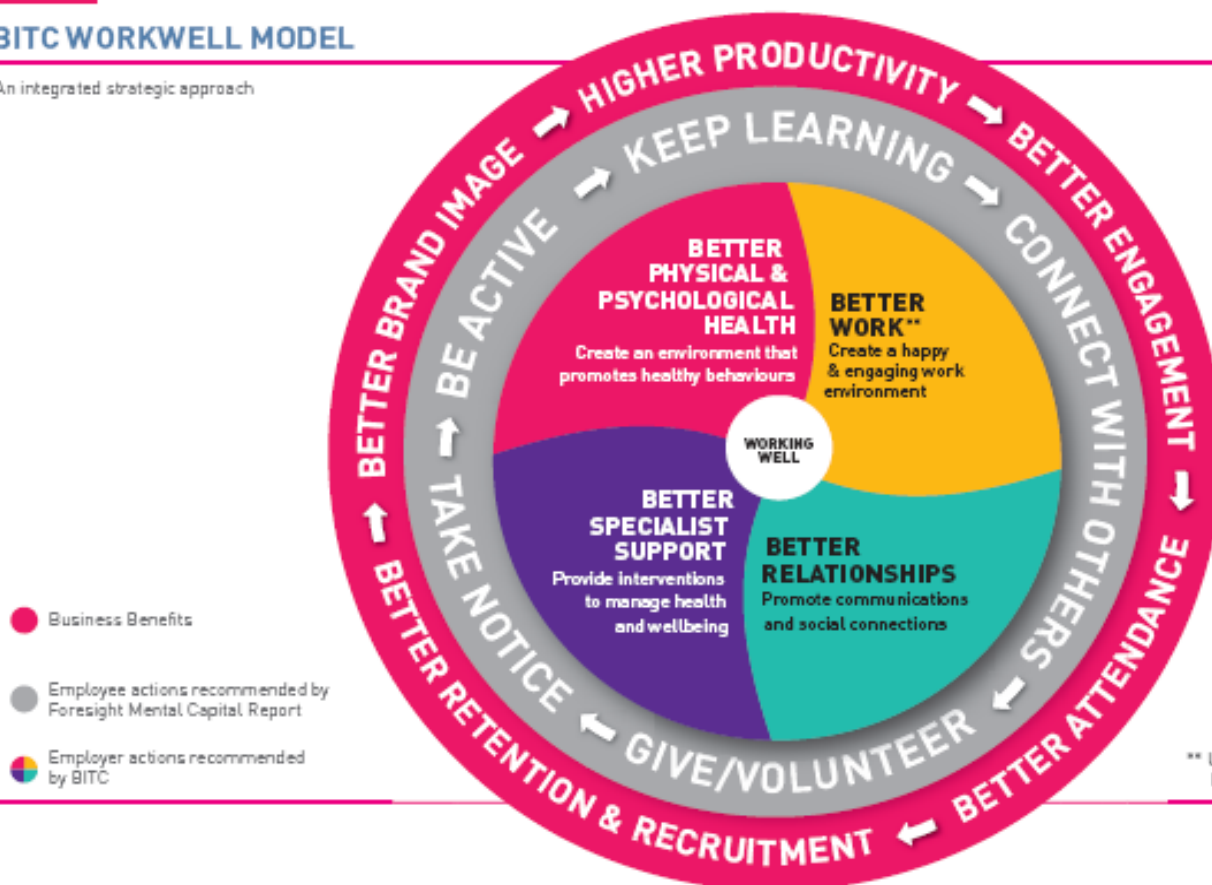 BITC WORKWELL MODEL
An integrated strategic approach
HIGHER PRODUCTIVITY
BETTER ENGAGEMENT
BETTER ATTENDANCE
BETTER RETENTION & RECRUITMENT
BETTER BRAND IMAGE
KEEP LEARNING
CONNECT WITH OTHERS
GIVE/VOLUNTEER
TAKE NOTICE
BE ACTIVE
BETTER
PHYSICAL &
PSYCHOLOGICAL
HEALTH
Create an environment that
promotes healthy behaviours
BETTER
WORK**
Create a happy
& engaging work
environment
WORKING
WELL
BETTER
SPECIALIST
SUPPORT
Provide interventions
to manage health
and wellbeing
BETTER
RELATIONSHIPS
Promote communications
and social connections
Business Benefits
Employee actions recommended by
Foresight Mental Capital Report
Employer actions recommended
by BITC
**